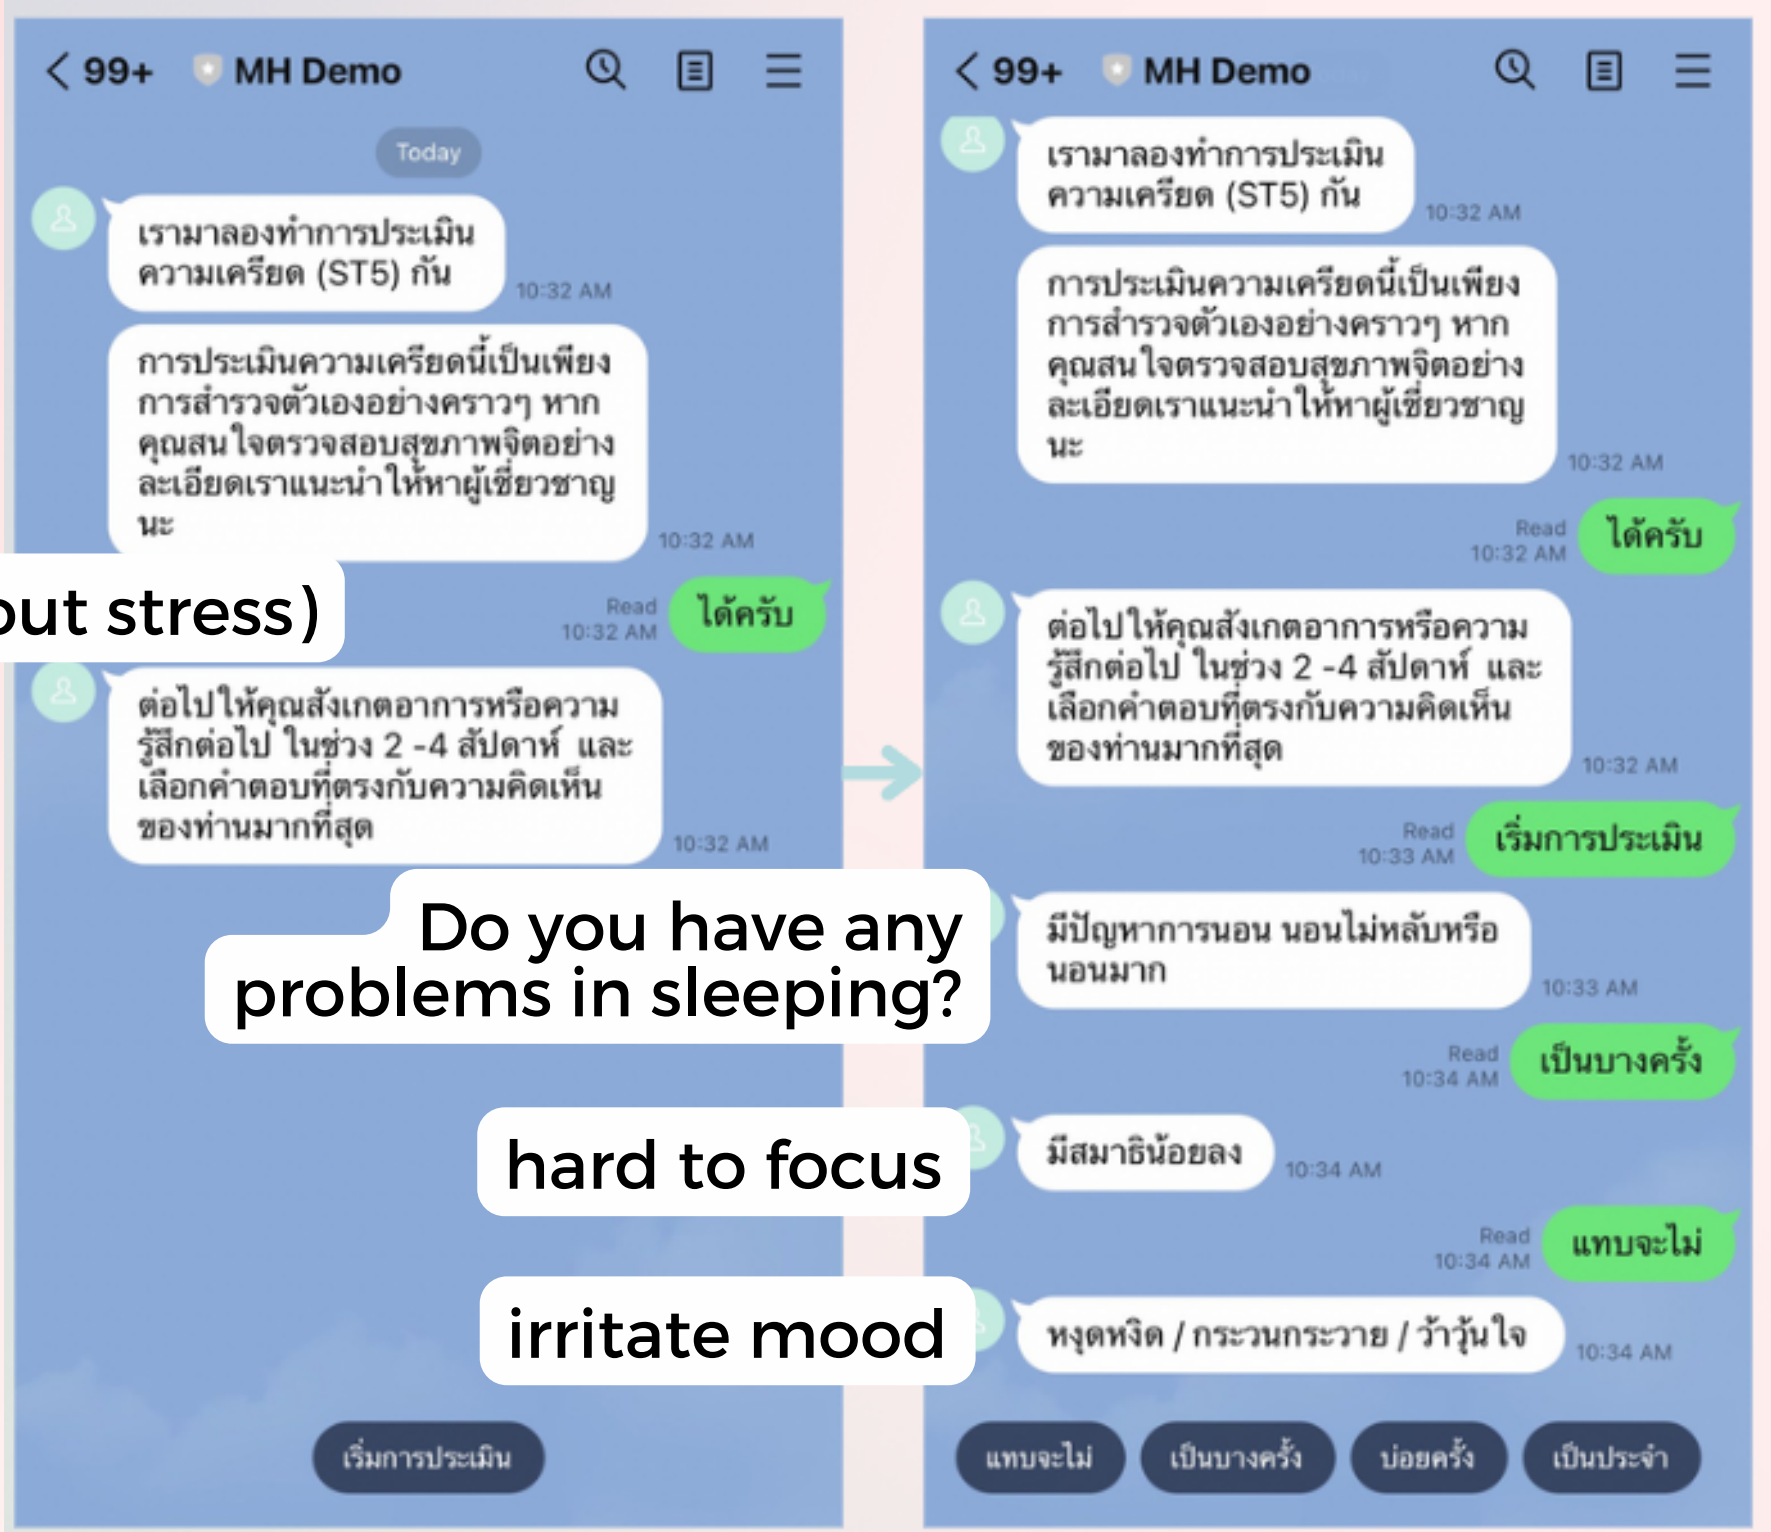 99+ MH Demo
Today
เรามาลองทำการประเมิน
ความเครียด (ST5) กัน
10:32 AM
การประเมินความเครียดนี้เป็นเพียง
การสำรวจตัวเองอย่างคราวๆ หาก
คุณสนใจตรวจสอบสุขภาพจิตอย่าง
ละเอียดเราแนะนำให้หาผู้เชี่ยวชาญ
นะ
10:32 AM
out stress)
Read
10:32 AM
ได้ครับ
ต่อไปให้คุณสังเกตอาการหรือความ
รู้สึกต่อไป ในช่วง 2 -4 สัปดาห์ และ
เลือกคำตอบที่ตรงกับความคิดเห็น
ของท่านมากที่สุด
10:32 AM
Do you have any
problems in sleeping?
hard to focus
irritate mood
เริ่มการประเมิน
99+ MH Demo
เรามาลองทำการประเมิน
ความเครียด (ST5) กัน
10:32 AM
การประเมินความเครียดนี้เป็นเพียง
การสำรวจตัวเองอย่างคราวๆ หาก
คุณสนใจตรวจสอบสุขภาพจิตอย่าง
ละเอียดเราแนะนำให้หาผู้เชี่ยวชาญ
นะ
10:32 AM
Read
10:32 AM
ได้ครับ
ต่อไปให้คุณสังเกตอาการหรือความ
รู้สึกต่อไป ในช่วง 2 -4 สัปดาห์ และ
เลือกคำตอบที่ตรงกับความคิดเห็น
ของท่านมากที่สุด
10:32 AM
Read
10:33 AM
เริ่มการประเมิน
มีปัญหาการนอน นอนไม่หลับหรือ
นอนมาก
10:33 AM
Read
10:34 AM
เป็นบางครั้ง
มีสมาธิน้อยลง
10:34 AM
Read
10:34 AM
แทบจะไม่
หงุดหงิด / กระวนกระวาย / ว้าวุ้นใจ
10:34 AM
แทบจะไม่ เป็นบางครั้ง บ่อยครั้ง เป็นประจำ